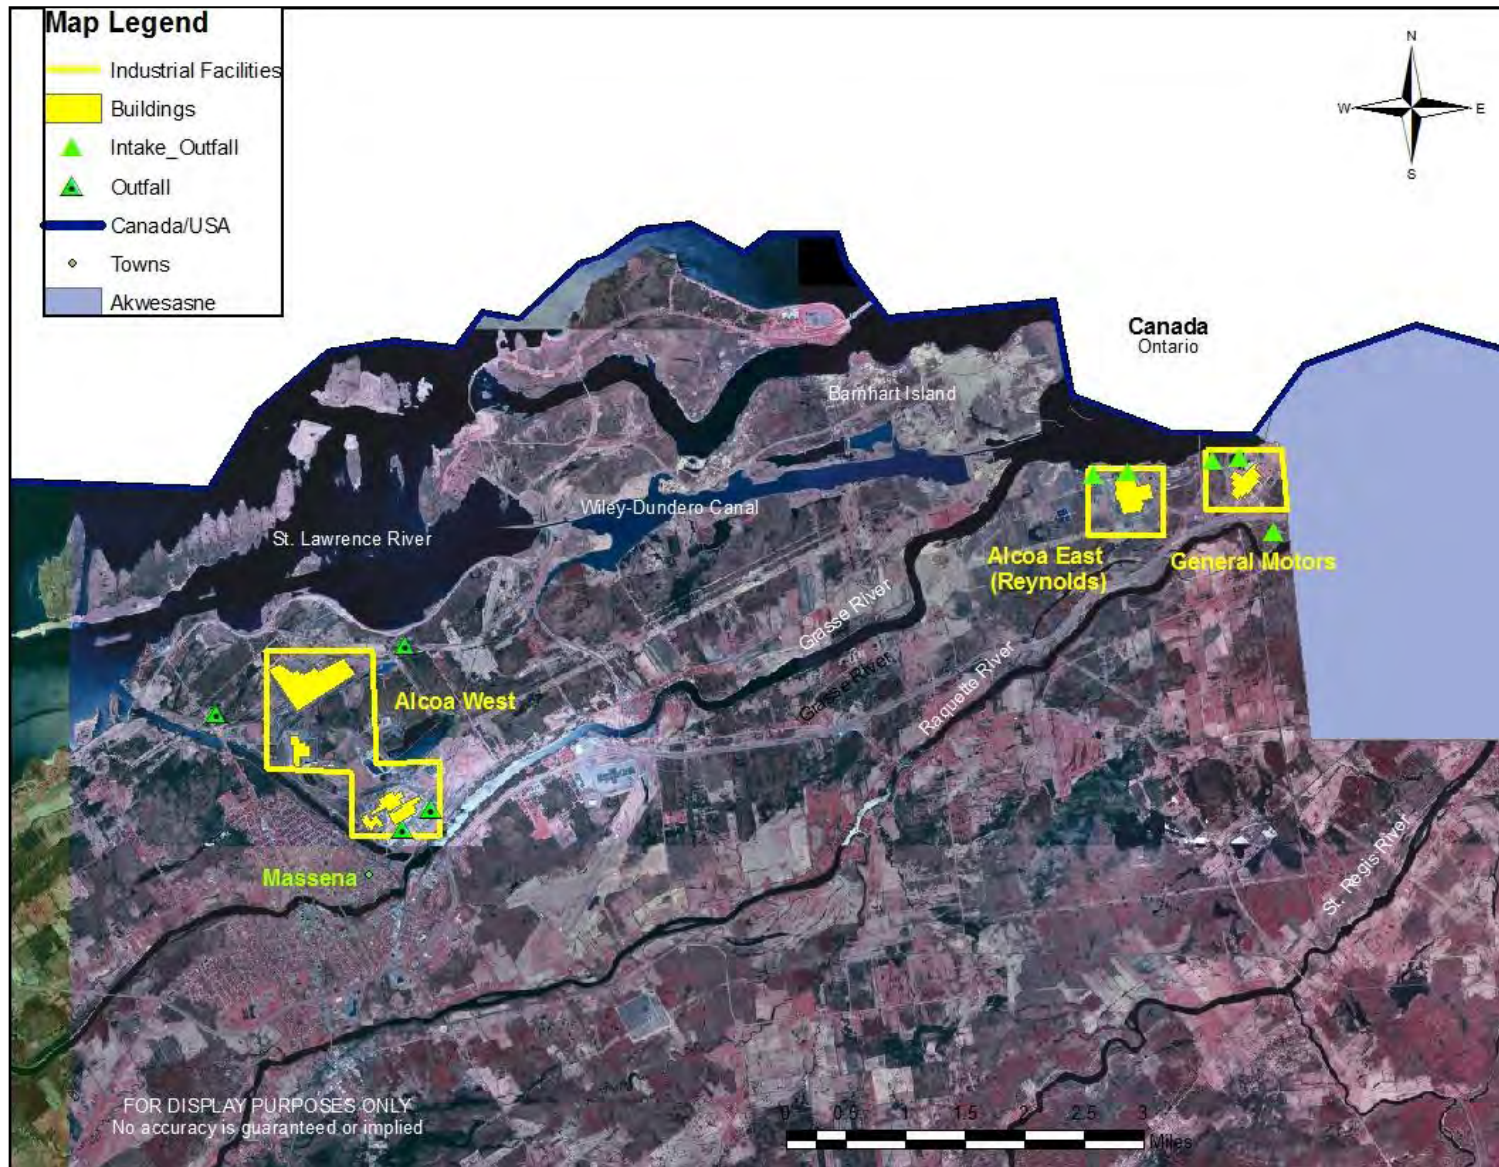 Map Legend
Industrial Facilities
Buildings
Intake_Outfall
Outfall
Canada/USA
Towns
Akwesasne
N
W
E
S
Canada
Ontario
Barnhart Island
Wiley-Dundero Canal
St. Lawrence River
Alcoa East
(Reynolds)
General Motors
Grasse River
Grasse River
Raquette River
Alcoa West
Massena
St. Regis River
FOR DISPLAY PURPOSES ONLY
No accuracy is guaranteed or implied
0 0.5 1 1.5 2 2.5 3
Miles